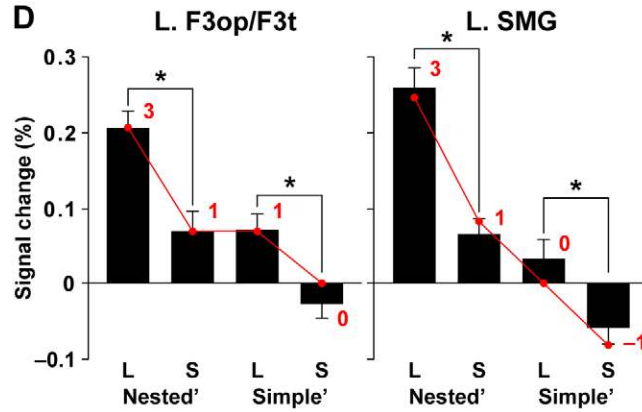 D
L. F3op/F3t
L. SMG
Signal change (%)
0.3
0.2
0.1
0
–0.1
*
3
1
*
1
0
*
3
1
*
0
–1
L S L S L S L S
Nested’ Simple’ Nested’ Simple’